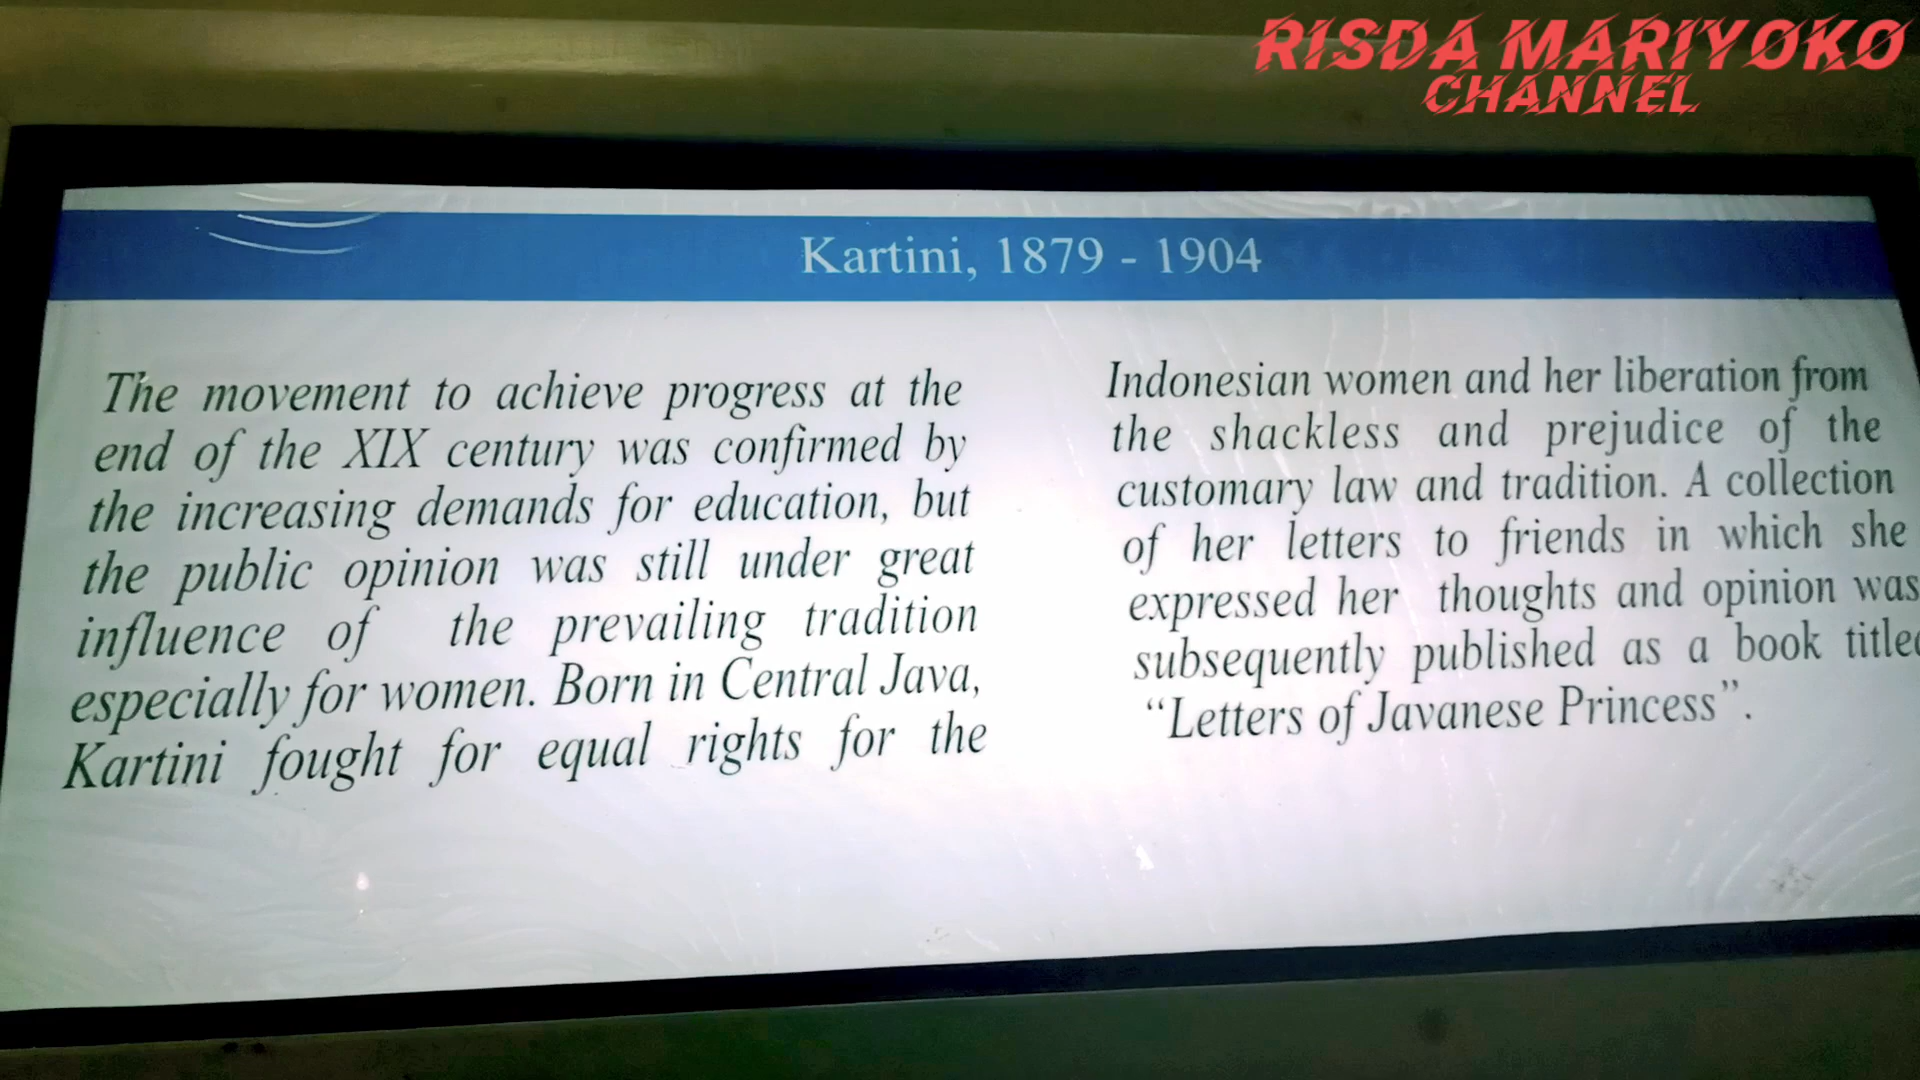 RISDA MARIYOKO
CHANNEL
Kartini, 1879 - 1904
The movement to achieve progress at the
end of the XIX century was confirmed by
the increasing demands for education, but
the public opinion was still under great
influence of the prevailing tradition
especially for women. Born in Central Java,
Kartini fought for equal rights for the
Indonesian women and her liberation from
the shackless and prejudice of the
customary law and tradition. A collection
of her letters to friends in which she
expressed her thoughts and opinion was
subsequently published as a book titled
“Letters of Javanese Princess”.